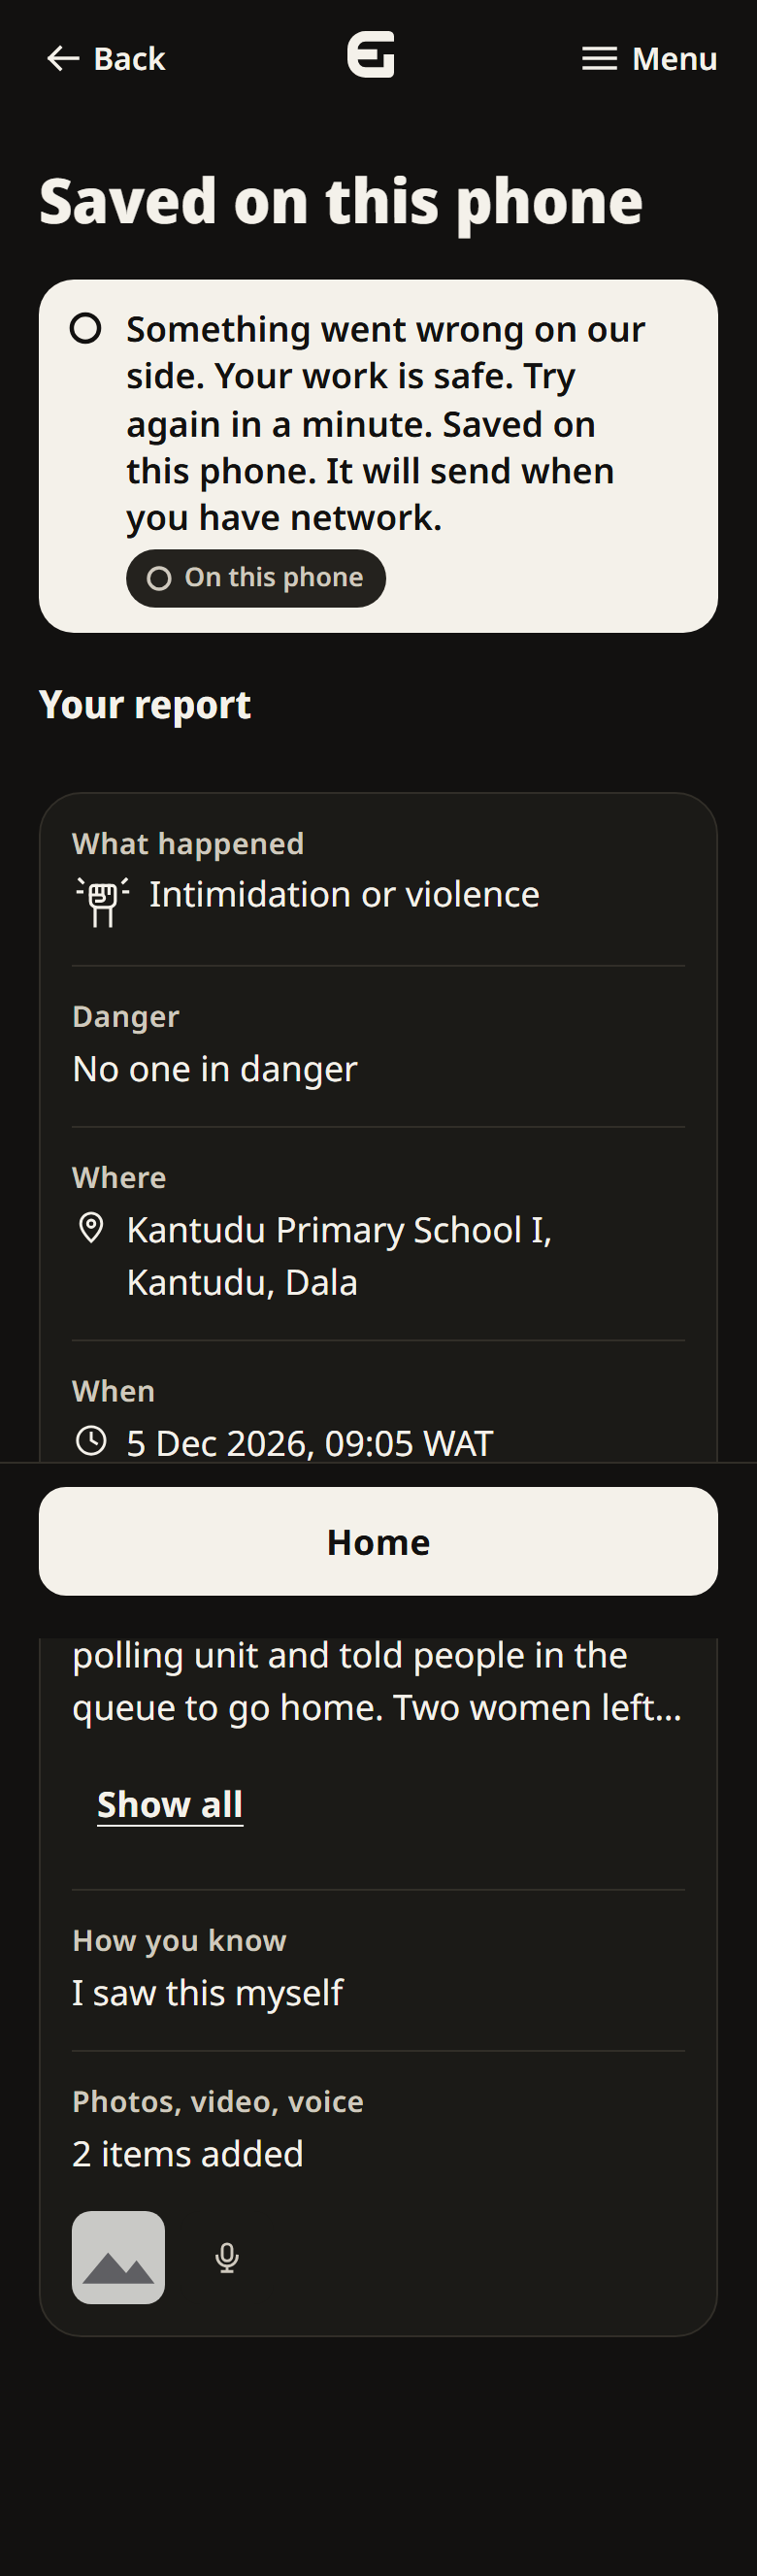 Back
Menu
Saved on this phone
Something went wrong on our
side. Your work is safe. Try
again in a minute. Saved on
this phone. It will send when
you have network.
On this phone
Your report
What happened
Intimidation or violence
Danger
No one in danger
Where
Kantudu Primary School I,
Kantudu, Dala
When
5 Dec 2026, 09:05 WAT
Home
polling unit and told people in the
queue to go home. Two women left...
Show all
How you know
I saw this myself
Photos, video, voice
2 items added